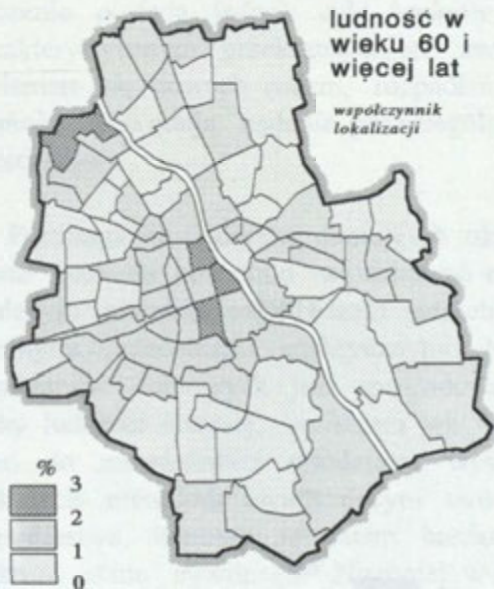 ludność w
wieku 60 i
więcej lat
współczynnik
lokalizacji
%
3
2
1
0